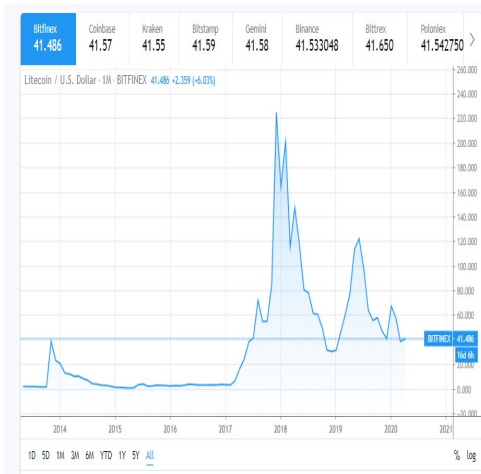 Bitfinex Coinbase Kraken Bitstamp Gemini Binance Bittrex Poloniex
41.486 41.57 41.55 41.59 41.58 41.533048 41.650 41.542750
Litecoin / U.S. Dollar · 1M · BITFINEX 41.486 +2.359 (+6.03%)
260.000
240.000
220.000
200.000
180.000
160.000
140.000
120.000
100.000
80.000
60.000
BITFINEX 41.486
16d 6h
20.000
0.000
-20.000
2014 2015 2016 2017 2018 2019 2020 2021
1D 5D 1M 3M 6M YTD 1Y 5Y All % log